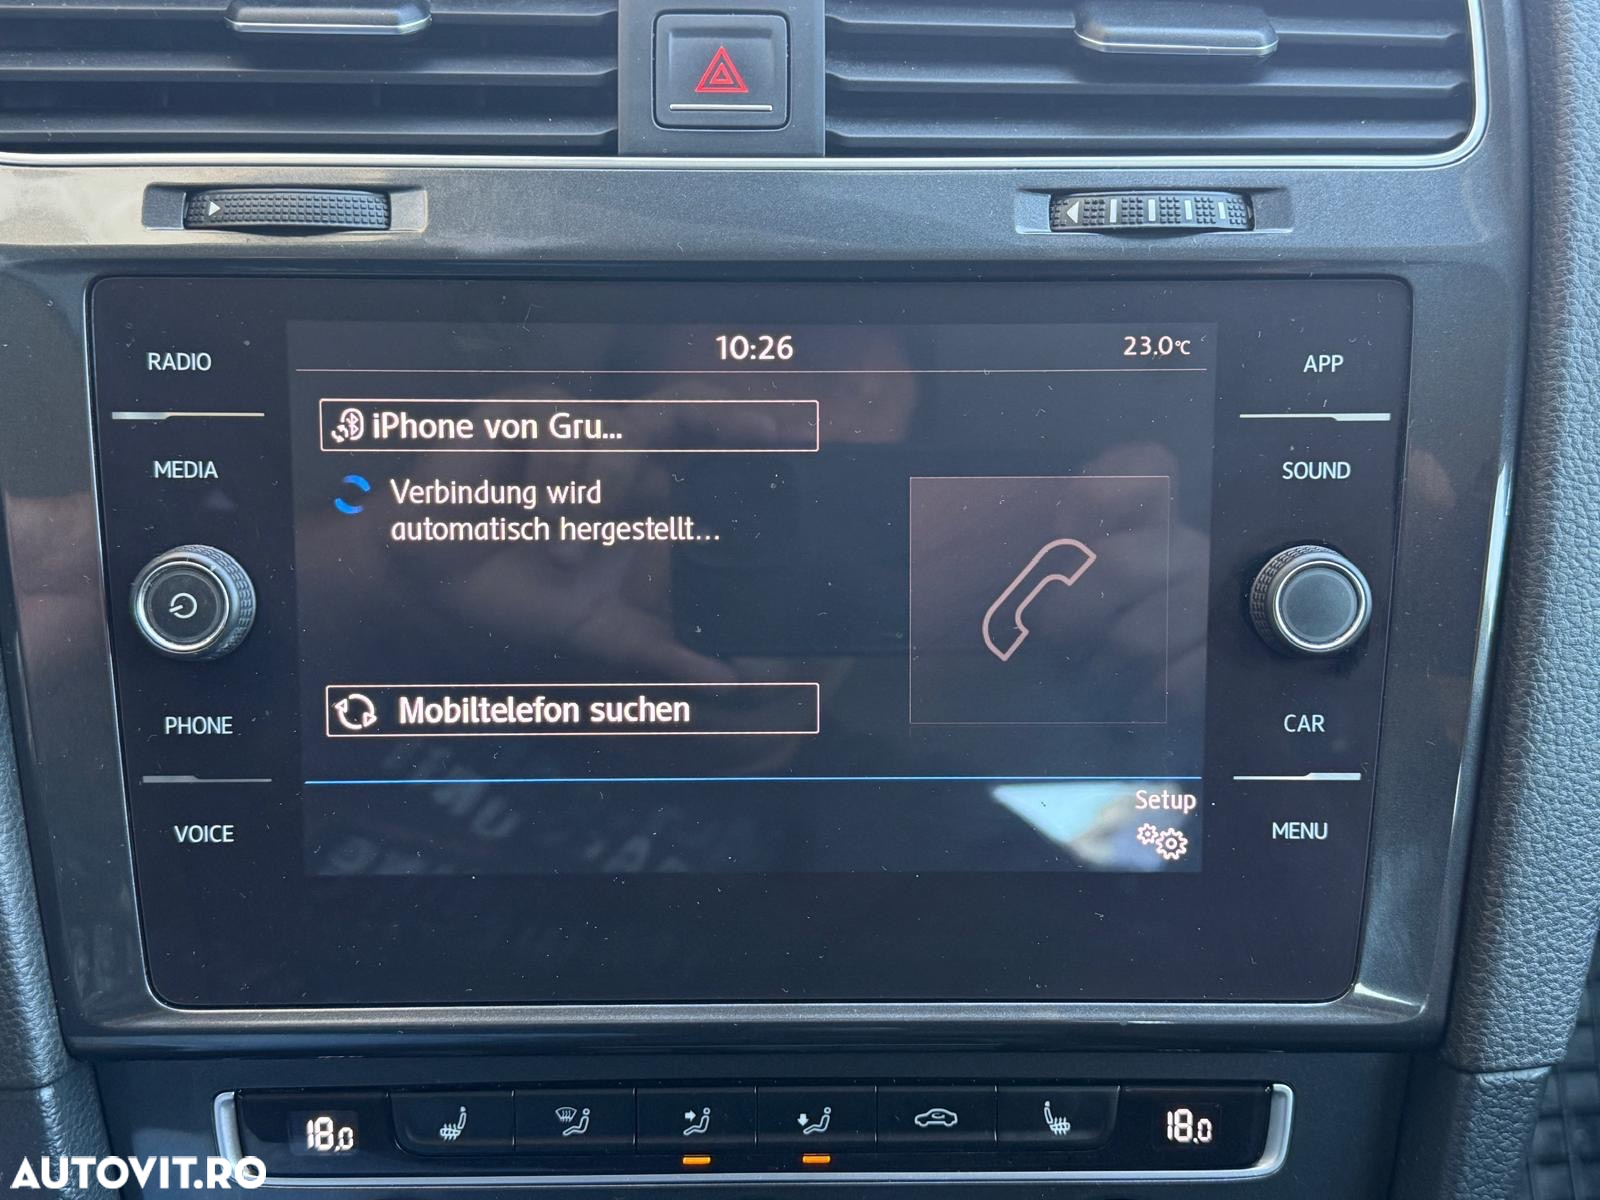 10:26
23.0°C
RADIO
APP
iPhone von Gru...
MEDIA
SOUND
Verbindung wird
automatisch hergestellt...
Mobiltelefon suchen
PHONE
CAR
Setup
VOICE
MENU
18.0
18.0
AUTOVIT.RO